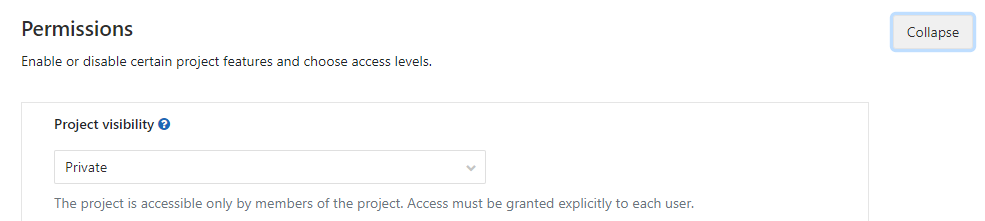 Permissions
Collapse
Enable or disable certain project features and choose access levels.
Project visibility
Private
The project is accessible only by members of the project. Access must be granted explicitly to each user.